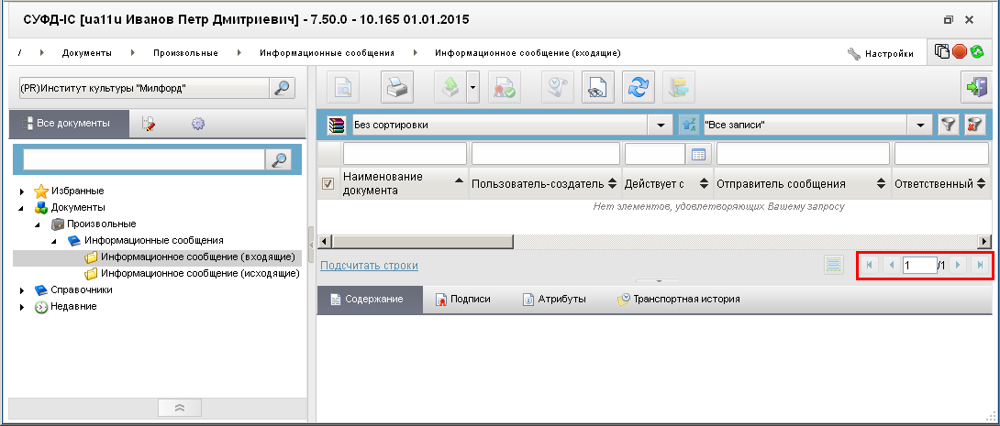 СУФД-IC [ua11u Иванов Петр Дмитриевич] - 7.50.0 - 10.165 01.01.2015
/ Документы Произвольные Информационные сообщения Информационное сообщение (входящие) Настройки
(PR)Институт культуры "Милфорд"
Все документы
Без сортировки "Все записи"
Наименование документа Пользователь-создатель Действует с Отправитель сообщения Ответственный
Нет элементов, удовлетворяющих Вашему запросу
Избранные
Документы
Произвольные
Информационные сообщения
Информационное сообщение (входящие)
Информационное сообщение (исходящие)
Справочники
Недавние
Подсчитать строки 1 /1
Содержание Подписи Атрибуты Транспортная история